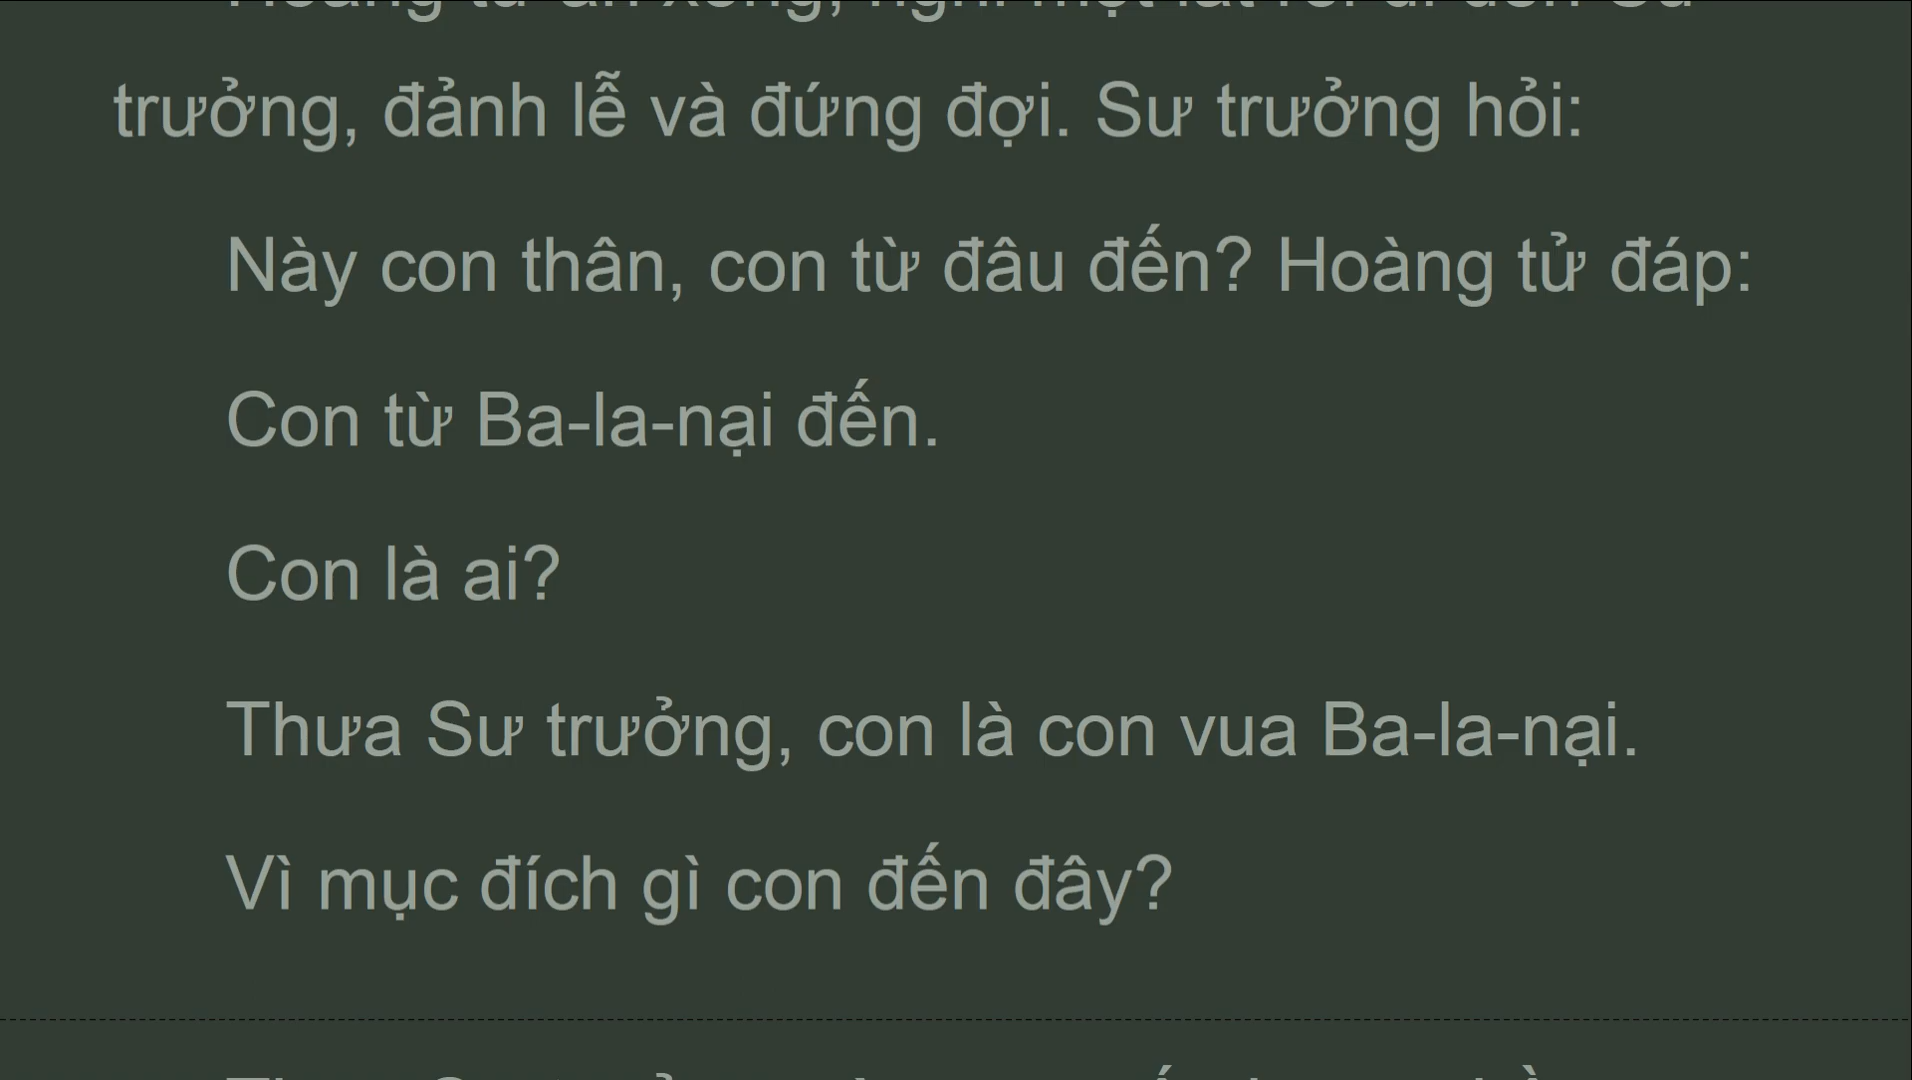 trưởng, đảnh lễ và đứng đợi. Sư trưởng hỏi:
Này con thân, con từ đâu đến? Hoàng tử đáp:
Con từ Ba-la-nại đến.
Con là ai?
Thưa Sư trưởng, con là con vua Ba-la-nại.
Vì mục đích gì con đến đây?